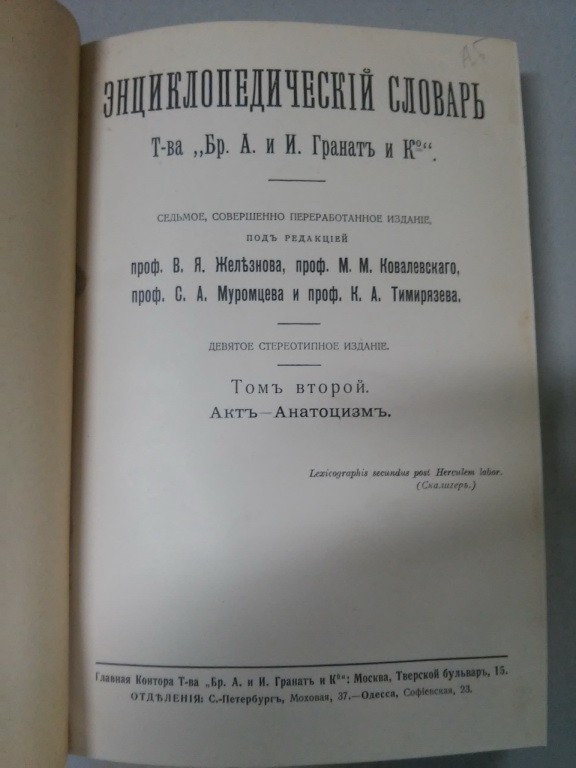 ЭНЦИКЛОПЕДИЧЕСКІЙ СЛОВАРЬ
Т-ва „Бр. А. и И. Гранатъ и Кº“.
СЕДЬМОЕ, СОВЕРШЕННО ПЕРЕРАБОТАННОЕ ИЗДАНІЕ,
ПОДЪ РЕДАКЦІЕЙ
проф. В. Я. Желѣзнова, проф. М. М. Ковалевскаго,
проф. С. А. Муромцева и проф. К. А. Тимирязева.
ДЕВЯТОЕ СТЕРЕОТИПНОЕ ИЗДАНІЕ.
Томъ второй.
Актъ—Анатоцизмъ.
Lexicographis secundus post Herculem labor.
(Скалигеръ.)
Главная Контора Т-ва „Бр. А. и И. Гранатъ и Кº“: Москва, Тверской бульваръ, 15.
ОТДѢЛЕНІЯ: С.-Петербургъ, Моховая, 37.—Одесса, Софіевская, 23.